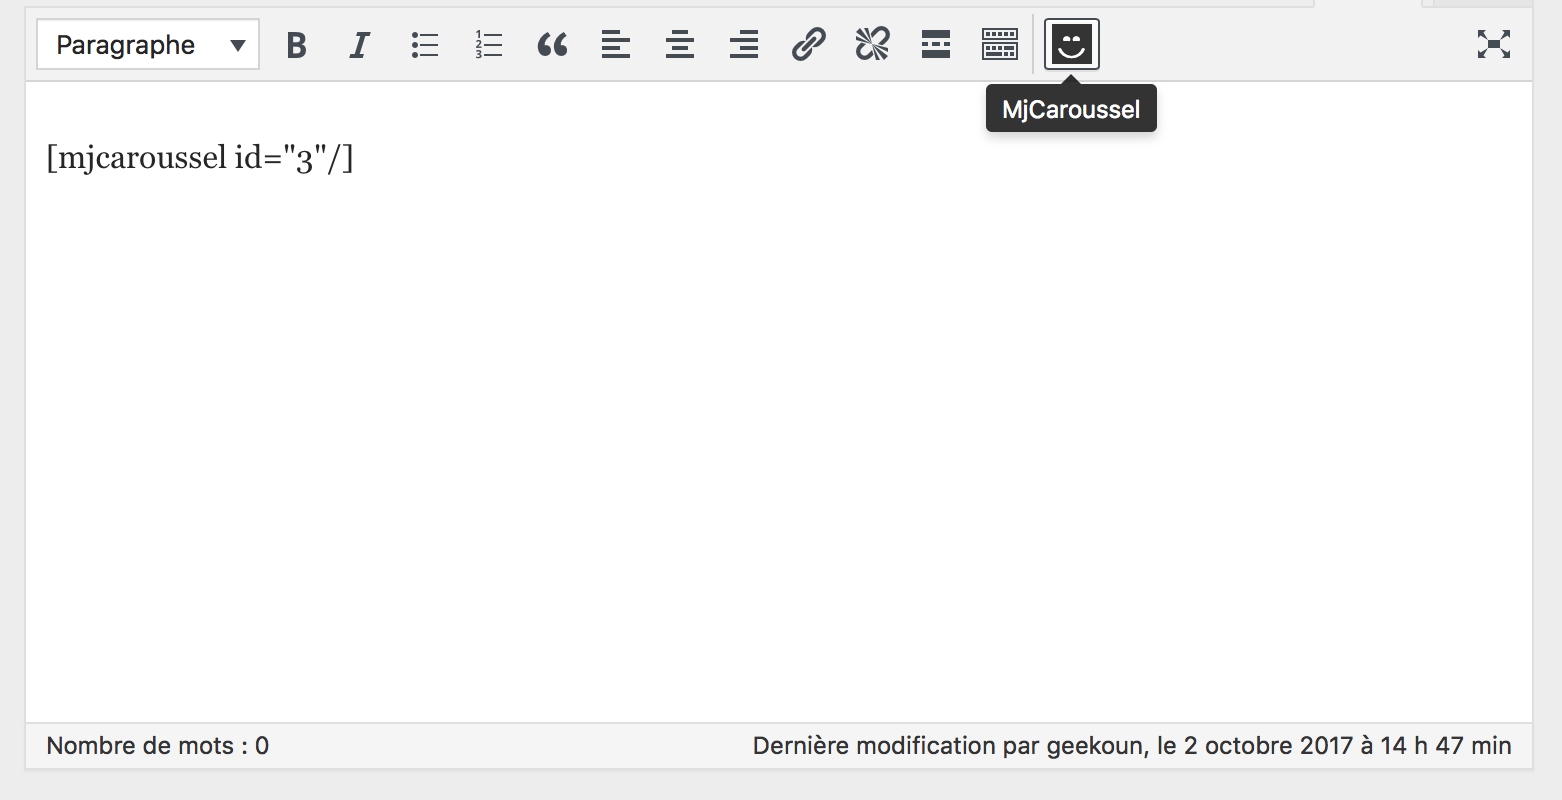 Paragraphe
MjCaroussel
[mjcaroussel id="3"/]
Nombre de mots : 0
Dernière modification par geekoun, le 2 octobre 2017 à 14 h 47 min